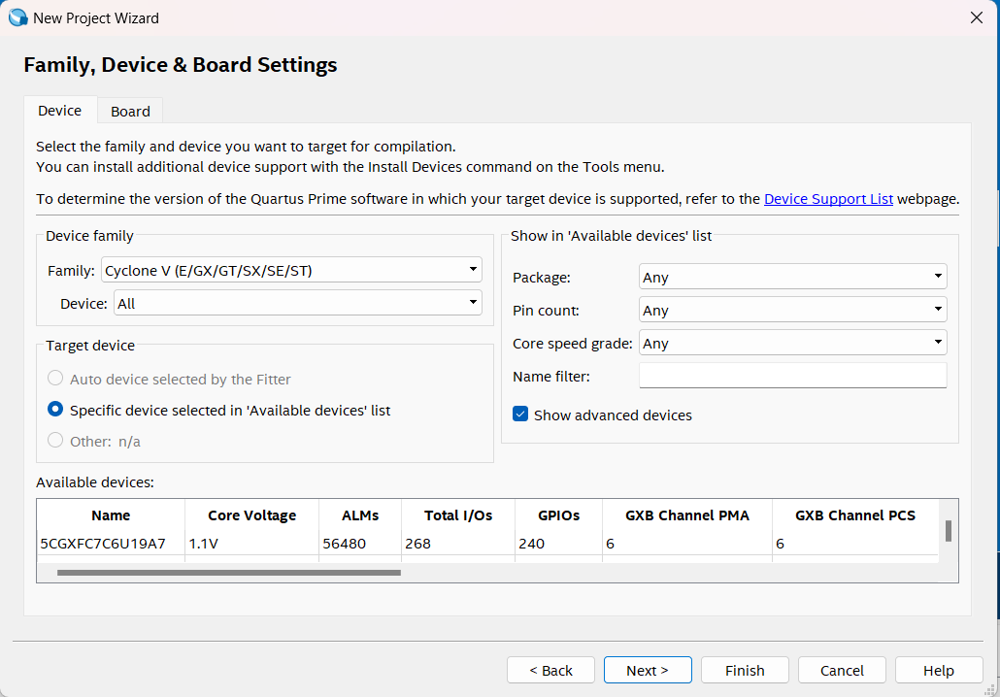 New Project Wizard
Family, Device & Board Settings
Device Board
Select the family and device you want to target for compilation.
You can install additional device support with the Install Devices command on the Tools menu.
To determine the version of the Quartus Prime software in which your target device is supported, refer to the Device Support List webpage.
Device family
Family: Cyclone V (E/GX/GT/SX/SE/ST)
Device: All
Target device
Auto device selected by the Fitter
Specific device selected in 'Available devices' list
Other: n/a
Show in 'Available devices' list
Package: Any
Pin count: Any
Core speed grade: Any
Name filter:
Show advanced devices
Available devices:
Name Core Voltage ALMs Total I/Os GPIOs GXB Channel PMA GXB Channel PCS
5CGXFC7C6U19A7 1.1V 56480 268 240 6 6
< Back Next > Finish Cancel Help